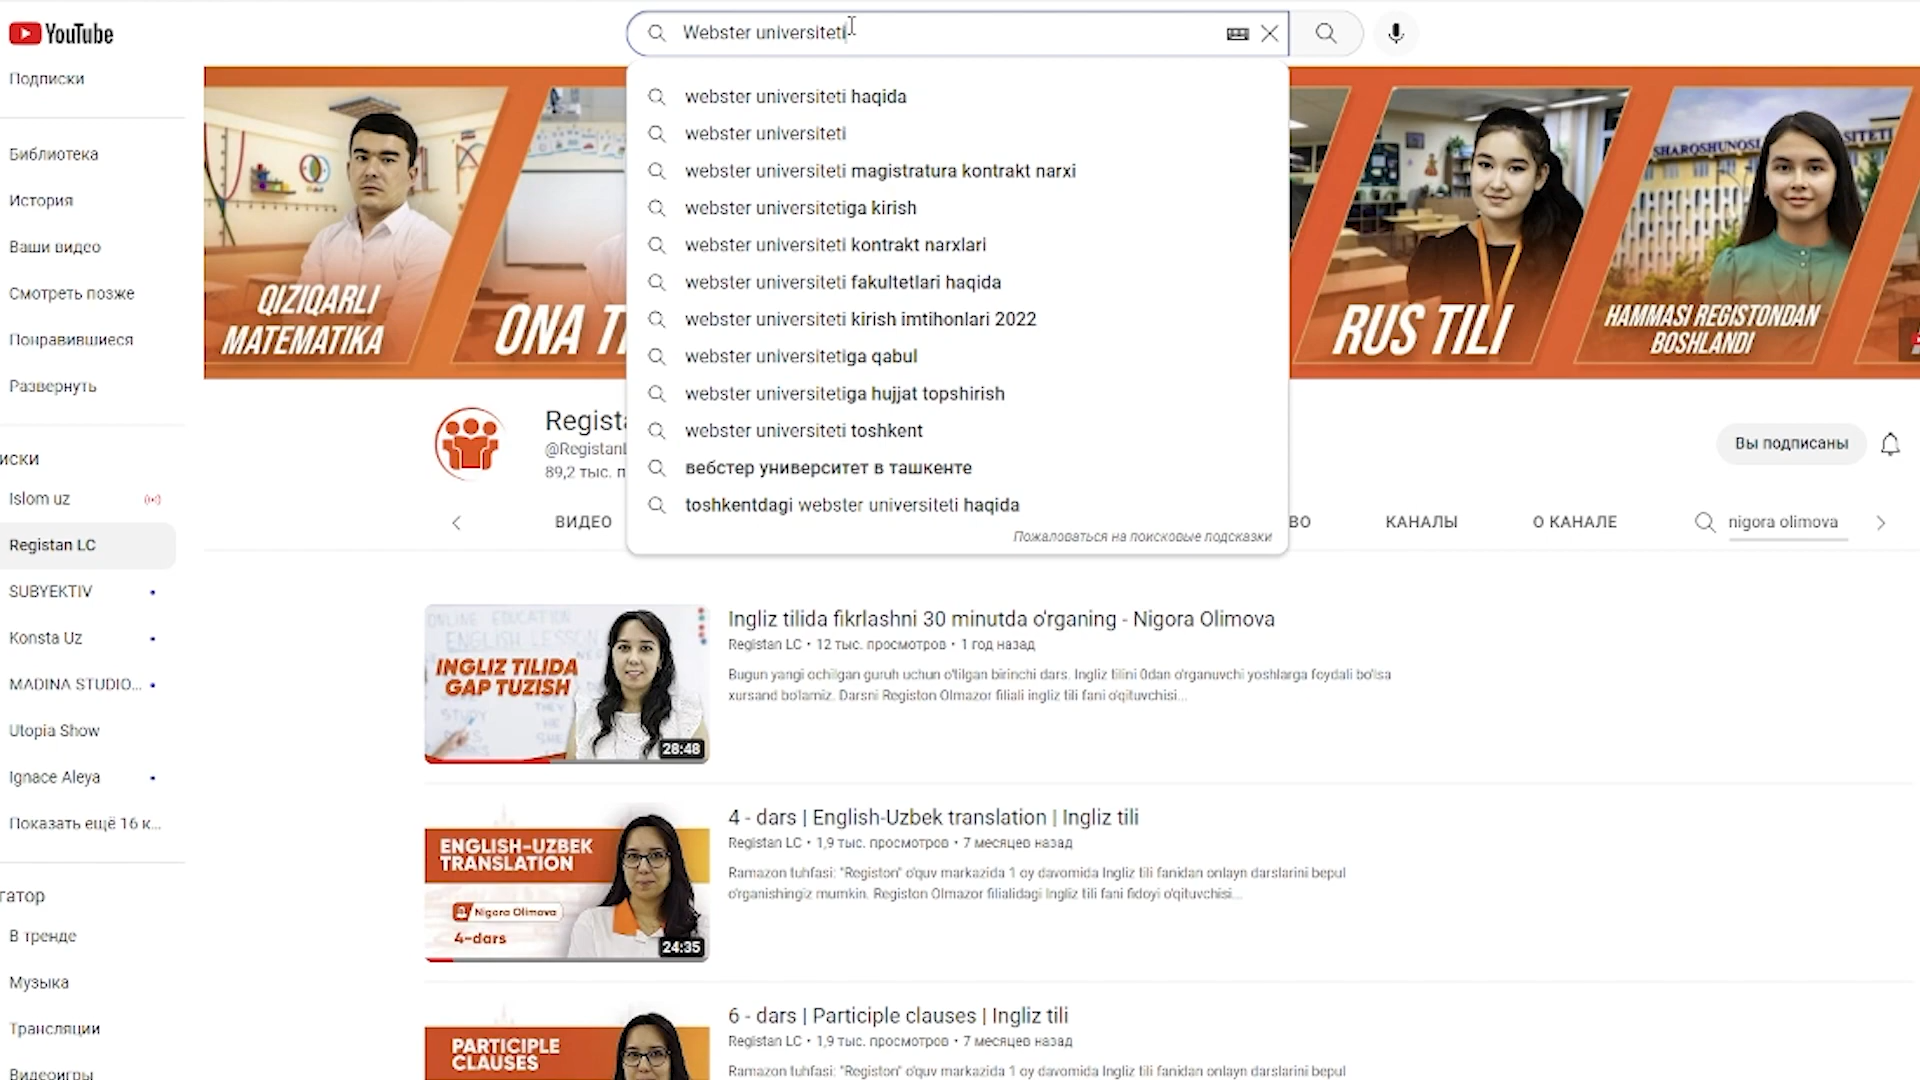 YouTube
Webster universiteti
Подписки
Библиотека
История
Ваши видео
Смотреть позже
Понравившиеся
Развернуть
иски
Islom uz
Registan LC
SUBYEKTIV
Konsta Uz
MADINA STUDIO...
Utopia Show
Ignace Aleya
Показать ещё 16 к...
гатор
В тренде
Музыка
Трансляции
Видеоигры
webster universiteti haqida
webster universiteti
webster universiteti magistratura kontrakt narxi
webster universitetiga kirish
webster universiteti kontrakt narxlari
webster universiteti fakultetlari haqida
webster universiteti kirish imtihonlari 2022
webster universitetiga qabul
webster universitetiga hujjat topshirish
webster universiteti toshkent
вебстер университет в ташкенте
toshkentdagi webster universiteti haqida
Пожаловаться на поисковые подсказки
QIZIQARLI
MATEMATIKA
ONA T
RUS TILI
SHAROSHUNOSL SITETI
HAMMASI REGISTONDAN
BOSHLANDI
Regista
@Registanl
89,2 тыс. п
Вы подписаны
ВИДЕО
ВО
КАНАЛЫ
О КАНАЛЕ
nigora olimova
ONLINE EDUCATION
ENGLISH LESSON
INGLIZ TILIDA
GAP TUZISH
STUDY
THEY
HE
SHE
28:48
Ingliz tilida fikrlashni 30 minutda o'rganing - Nigora Olimova
Registan LC • 12 тыс. просмотров • 1 год назад
Bugun yangi ochilgan guruh uchun o'tilgan birinchi dars. Ingliz tilini 0dan o'rganuvchi yoshlarga foydali bo'lsa
xursand bo'lamiz. Darsni Registon Olmazor filiali ingliz tili fani o'qituvchisi...
ENGLISH-UZBEK
TRANSLATION
Nigora Olimova
4-dars
24:35
4 - dars | English-Uzbek translation | Ingliz tili
Registan LC • 1,9 тыс. просмотров • 7 месяцев назад
Ramazon tuhfasi: "Registon" o'quv markazida 1 oy davomida Ingliz tili fanidan onlayn darslarini bepul
o'rganishingiz mumkin. Registon Olmazor filialidagi Ingliz tili fani fidoyi o'qituvchisi...
PARTICIPLE
CLAUSES
6 - dars | Participle clauses | Ingliz tili
Registan LC • 1,9 тыс. просмотров • 7 месяцев назад
Ramazon tuhfasi: "Registon" o'quv markazida 1 oy davomida Ingliz tili fanidan onlayn darslarini bepul